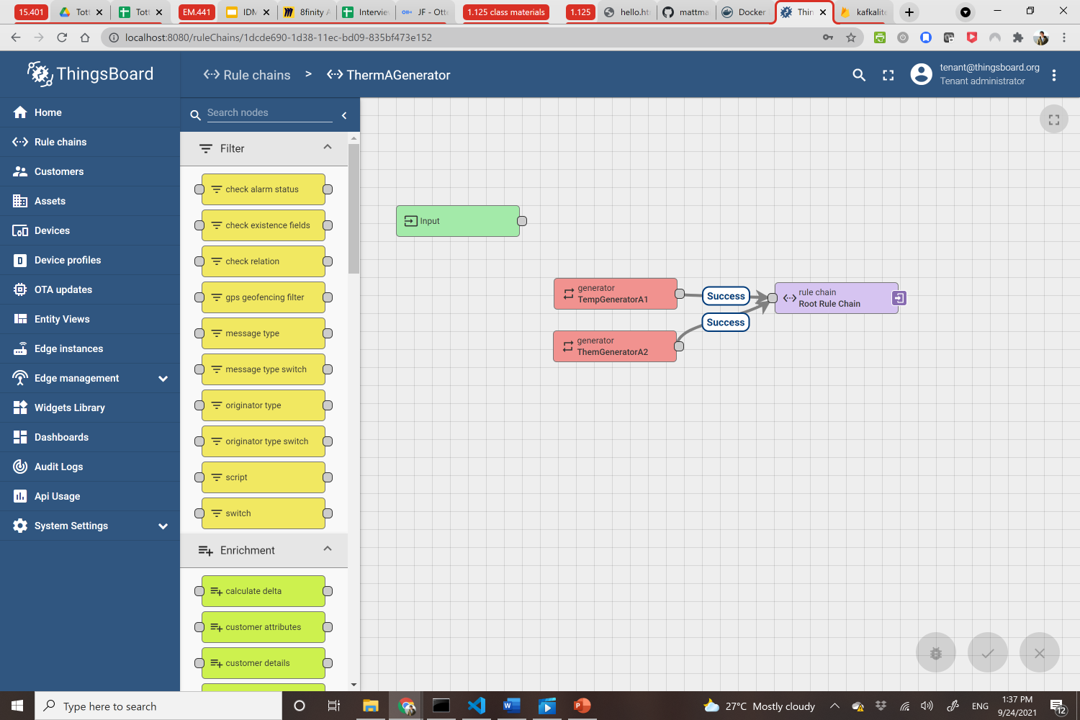 15.401
Tott
Tott
EM.441
IDM
8finity A
Intervie
JF - Otte
1.125 class materials
1.125
hello.ht
mattma
Docker
Thin
kafkalite
localhost:8080/ruleChains/1dcde690-1d38-11ec-bd09-835bf473e152
ThingsBoard
Rule chains > ThermAGenerator
tenant@thingsboard.org
Tenant administrator
Home
Rule chains
Customers
Assets
Devices
Device profiles
OTA updates
Entity Views
Edge instances
Edge management
Widgets Library
Dashboards
Audit Logs
Api Usage
System Settings
Search nodes
Filter
check alarm status
check existence fields
check relation
gps geofencing filter
message type
message type switch
originator type
originator type switch
script
switch
Enrichment
calculate delta
customer attributes
customer details
Input
generator
TempGeneratorA1
Success
rule chain
Root Rule Chain
Success
generator
ThemGeneratorA2
Type here to search
27°C Mostly cloudy
ENG
1:37 PM
9/24/2021
12